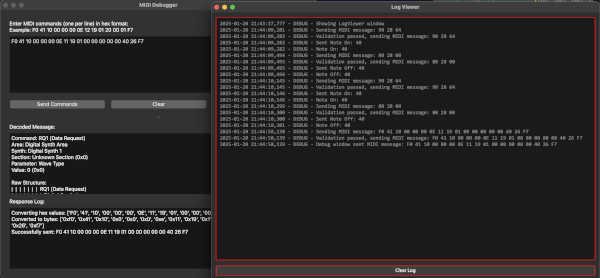 MIDI Debugger
Enter MIDI commands (one per line) in hex format:
Example: F0 41 10 00 00 00 0E 12 19 01 20 00 01 F7
F0 41 10 00 00 00 0E 11 19 01 00 00 00 00 00 40 26 F7
Send Commands
Clear
Decoded Message:
Command: RQ1 (Data Request)
Area: Digital Synth Area
Synth: Digital Synth 1
Section: Unknown Section (0x0)
Parameter: Wave Type
Value: 0 (0x0)
Raw Structure:
| | | | | | | RQ1 (Data Request)
Response Log:
Converting hex values: ['F0', '41', '10', '00', '00', '00', '0E', '11', '19', '01', '00', '00', '00
Converted to bytes: ['0xf0', '0x41', '0x10', '0x0', '0x0', '0x0', '0xe', '0x11', '0x19', '0x1'
'0x26', '0xf7']
Successfully sent: F0 41 10 00 00 00 0E 11 19 01 00 00 00 00 00 40 26 F7
Log Viewer
2025-01-20 21:43:37,777 - DEBUG - Showing LogViewer window
2025-01-20 21:44:09,281 - DEBUG - Sending MIDI message: 90 28 64
2025-01-20 21:44:09,282 - DEBUG - Validation passed, sending MIDI message: 90 28 64
2025-01-20 21:44:09,282 - DEBUG - Sent Note On: 40
2025-01-20 21:44:09,282 - DEBUG - Note On: 40
2025-01-20 21:44:09,494 - DEBUG - Sending MIDI message: 80 28 00
2025-01-20 21:44:09,495 - DEBUG - Validation passed, sending MIDI message: 80 28 00
2025-01-20 21:44:09,495 - DEBUG - Sent Note Off: 40
2025-01-20 21:44:09,496 - DEBUG - Note Off: 40
2025-01-20 21:44:10,145 - DEBUG - Sending MIDI message: 90 28 64
2025-01-20 21:44:10,146 - DEBUG - Validation passed, sending MIDI message: 90 28 64
2025-01-20 21:44:10,146 - DEBUG - Sent Note On: 40
2025-01-20 21:44:10,146 - DEBUG - Note On: 40
2025-01-20 21:44:10,299 - DEBUG - Sending MIDI message: 80 28 00
2025-01-20 21:44:10,300 - DEBUG - Validation passed, sending MIDI message: 80 28 00
2025-01-20 21:44:10,300 - DEBUG - Sent Note Off: 40
2025-01-20 21:44:10,301 - DEBUG - Note Off: 40
2025-01-20 21:44:58,138 - DEBUG - Sending MIDI message: F0 41 10 00 00 00 0E 11 19 01 00 00 00 00 00 40 26 F7
2025-01-20 21:44:58,139 - DEBUG - Validation passed, sending MIDI message: F0 41 10 00 00 00 0E 11 19 01 00 00 00 00 00 40 26 F7
2025-01-20 21:44:58,139 - DEBUG - Debug window sent MIDI message: F0 41 10 00 00 00 0E 11 19 01 00 00 00 00 00 40 26 F7
Clear Log